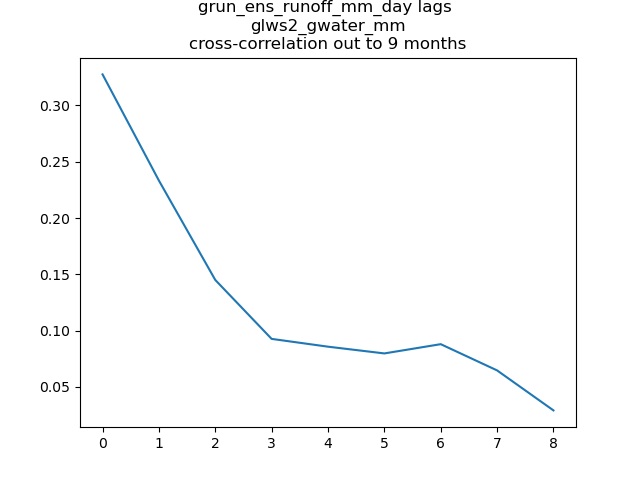 grun_ens_runoff_mm_day lags
glws2_gwater_mm
cross-correlation out to 9 months
0.30
0.25
0.20
0.15
0.10
0.05
0 1 2 3 4 5 6 7 8